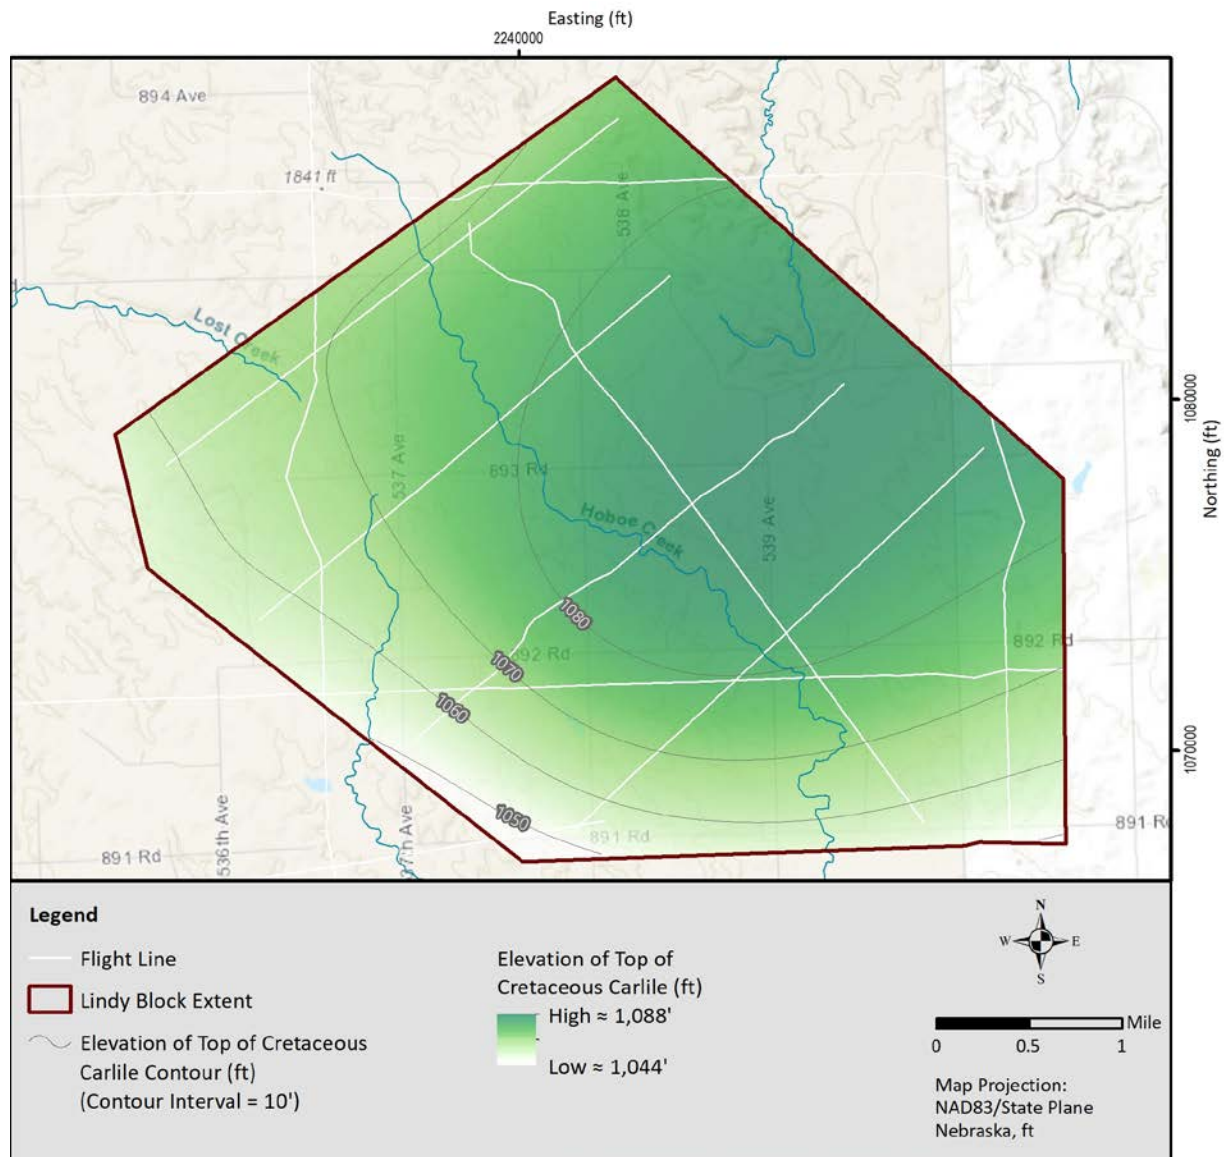 Easting (ft)
2240000
894 Ave
1841 ft
538 Ave
Lost Creek
1080000
Northing (ft)
537 Ave
893 Rd
Hoboe Creek
539 Ave
1080
892 Rd
892 Rd
1070
1060
1070000
1050
536th Ave
891 Rd
891 Rd
891 Rd
Legend
Flight Line
Lindy Block Extent
Elevation of Top of Cretaceous
Carlile Contour (ft)
(Contour Interval = 10')
Elevation of Top of
Cretaceous Carlile (ft)
High ≈ 1,088'
Low ≈ 1,044'
N
W
E
S
Mile
0
0.5
1
Map Projection:
NAD83/State Plane
Nebraska, ft